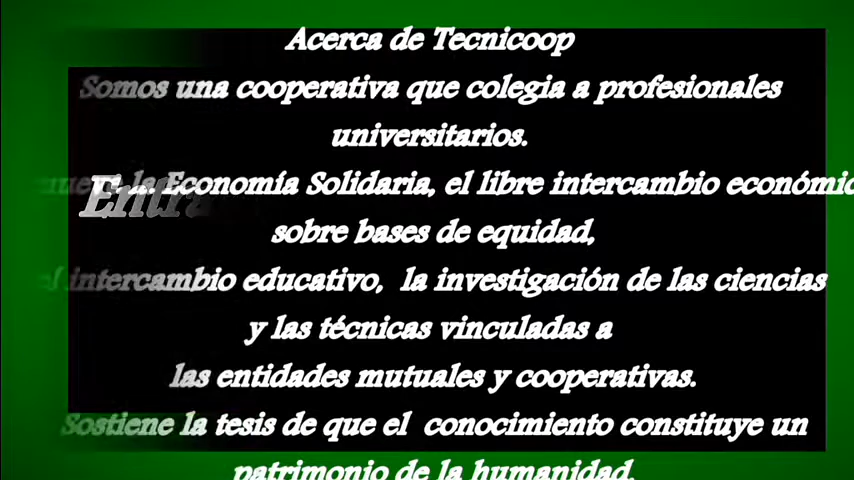 Acerca de Tecnicoop
Somos una cooperativa que colegia a profesionales
universitarios.
la Economía Solidaria, el libre intercambio económic
sobre bases de equidad,
el intercambio educativo, la investigación de las ciencias
y las técnicas vinculadas a
las entidades mutuales y cooperativas.
Sostiene la tesis de que el conocimiento constituye un
patrimonio de la humanidad.